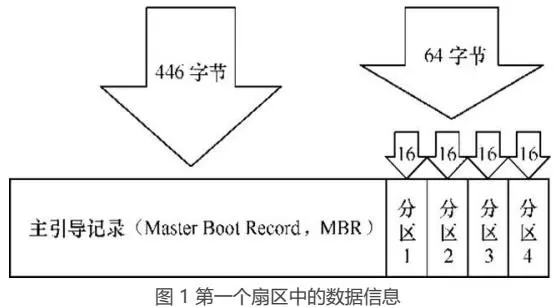 446 字节
64 字节
16 16 16 16
主引导记录（Master Boot Record，MBR）
分区1
分区2
分区3
分区4
图 1 第一个扇区中的数据信息